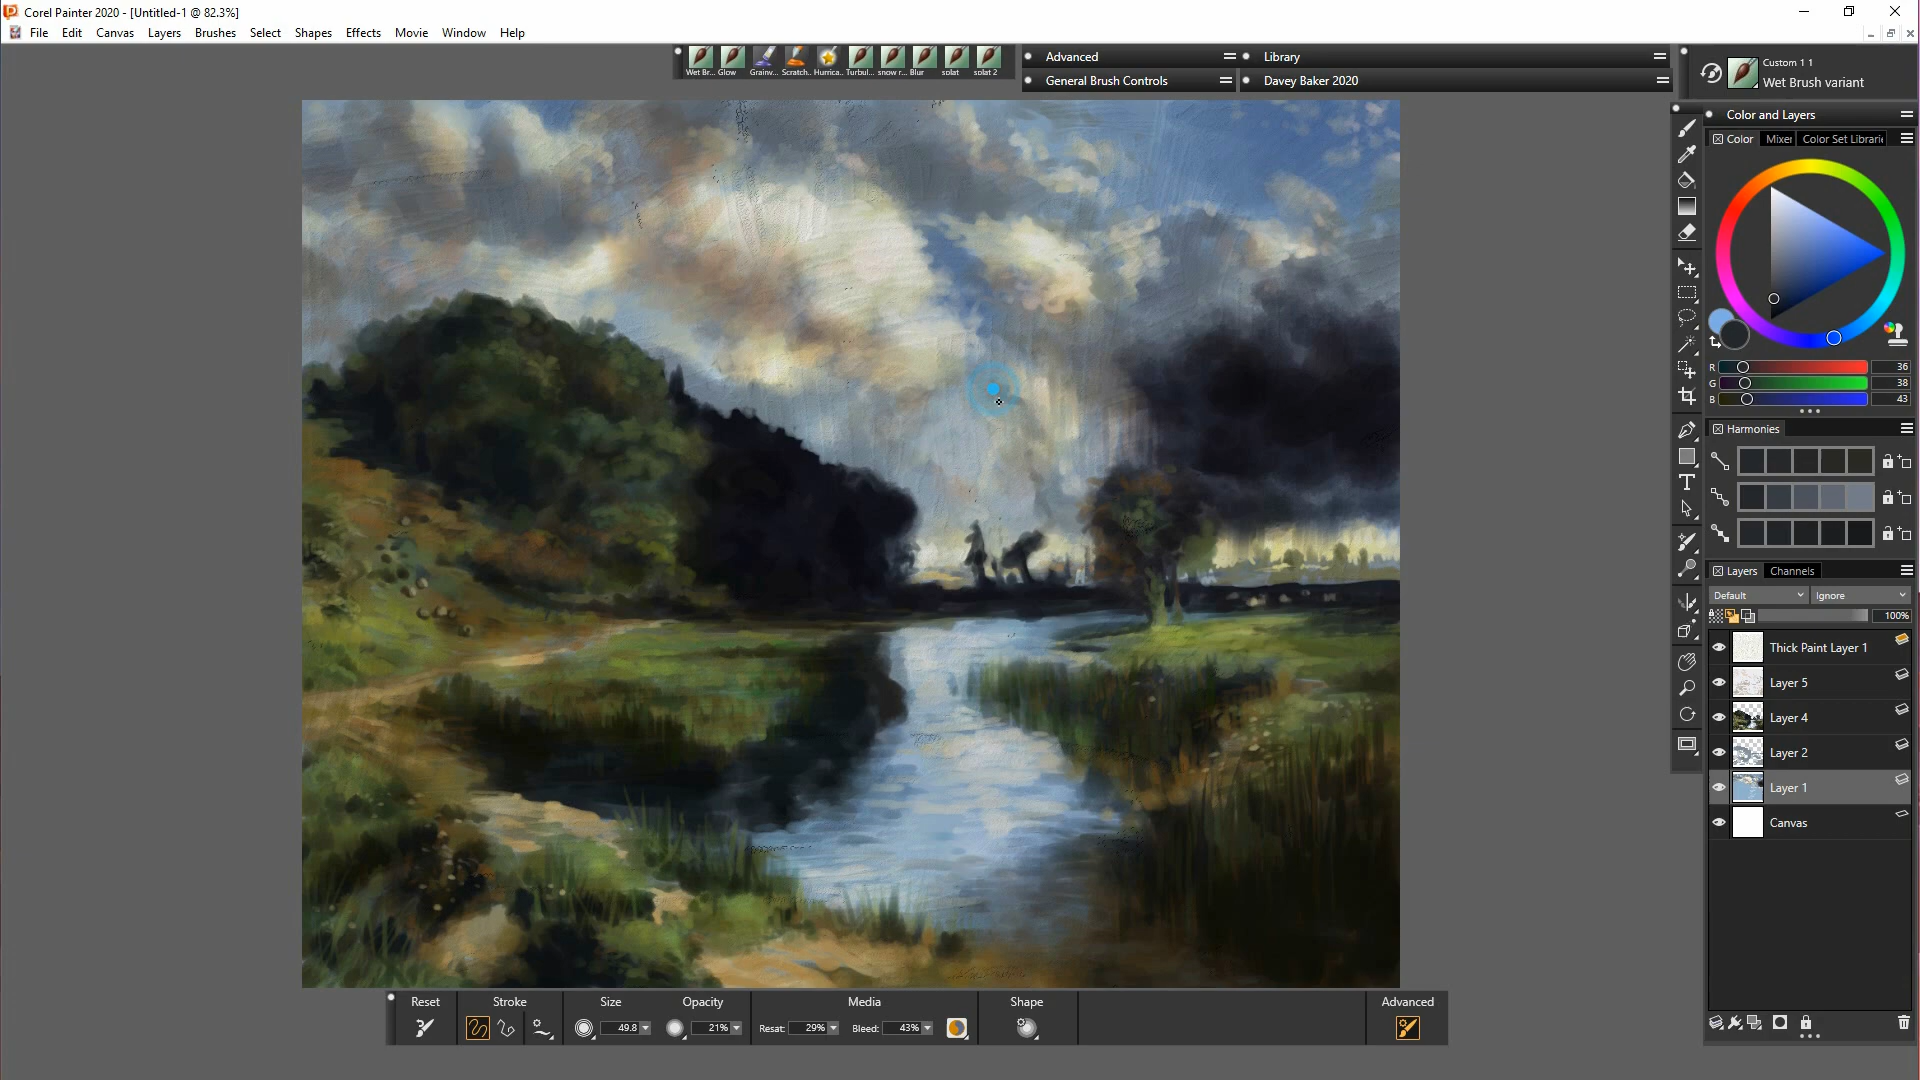 Corel Painter 2020 - [Untitled-1 @ 82.3%]
File Edit Canvas Layers Brushes Select Shapes Effects Movie Window Help
Wet Br... Glow Grainv... Scratch... Hurrica... Turbul... snow r... Blur solat solat 2
Advanced
Library
General Brush Controls
Davey Baker 2020
Custom 1 1
Wet Brush variant
Color and Layers
Color Mixer Color Set Librarie
R 36
G 38
B 43
Harmonies
Layers Channels
Default Ignore
100%
Thick Paint Layer 1
Layer 5
Layer 4
Layer 2
Layer 1
Canvas
Reset Stroke Size Opacity Media Shape Advanced
49.8 21% Resat: 29% Bleed: 43%